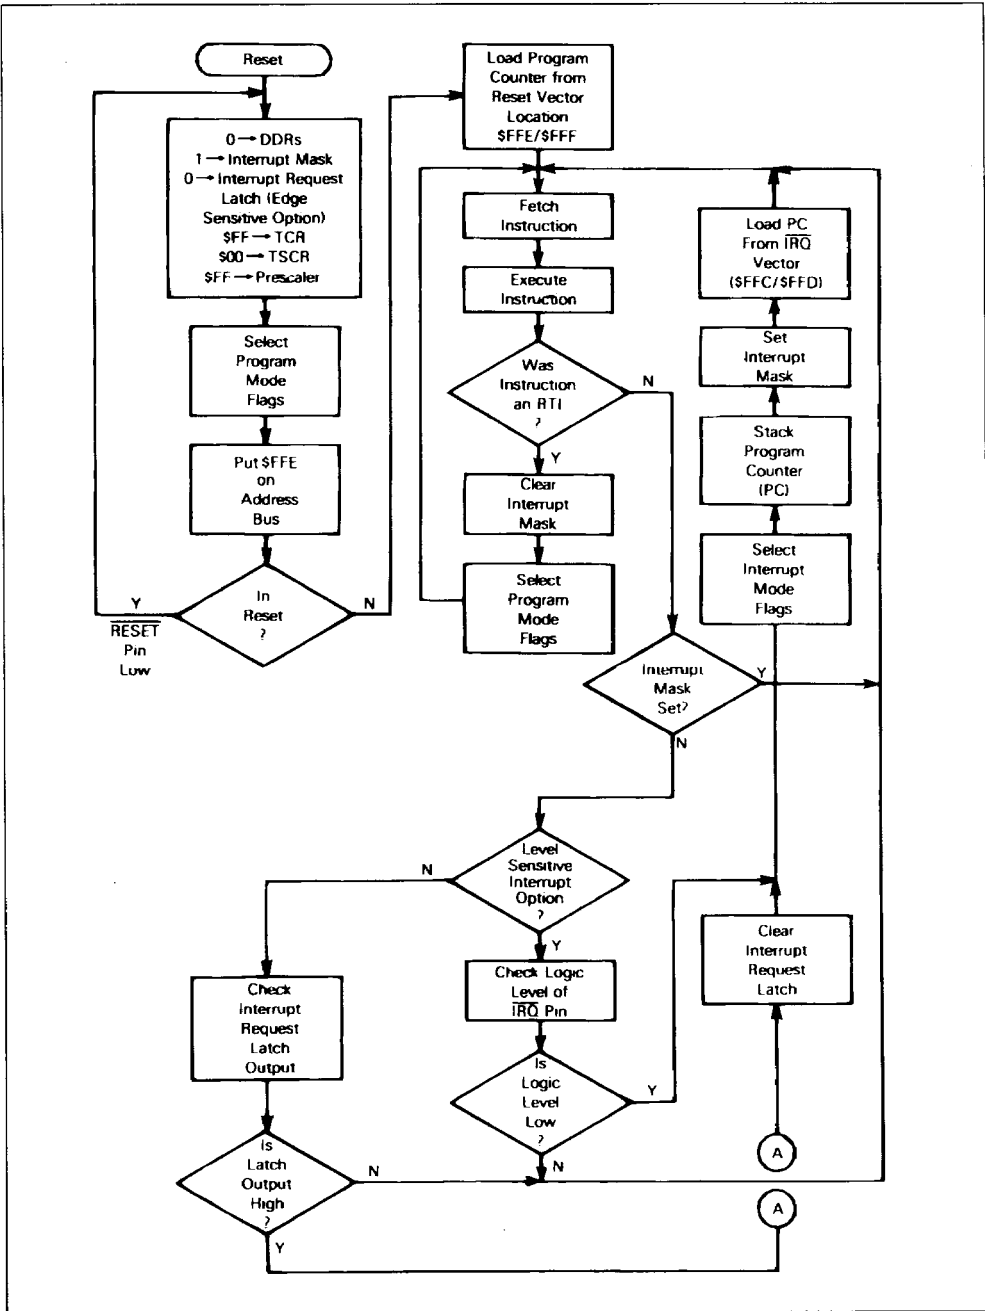 Reset
0→DDRs
1→Interrupt Mask
0→Interrupt Request
Latch (Edge
Sensitive Option)
$FF→TCR
$00→TSCR
$FF→Prescaler
Select
Program
Mode
Flags
Put $FFE
on
Address
Bus
In
Reset
?
Y
RESET
Pin
Low
N
Load Program
Counter from
Reset Vector
Location
$FFE/$FFF
Fetch
Instruction
Execute
Instruction
Was
Instruction
an RTI
?
N
Y
Clear
Interrupt
Mask
Select
Program
Mode
Flags
Load PC
From IRQ
Vector
($FFC/$FFD)
Set
Interrupt
Mask
Stack
Program
Counter
(PC)
Select
Interrupt
Mode
Flags
Interrupt
Mask
Set?
Y
N
Level
Sensitive
Interrupt
Option
?
N
Y
Check Logic
Level of
IRQ Pin
Is
Logic
Level
Low
?
Y
N
Clear
Interrupt
Request
Latch
A
Check
Interrupt
Request
Latch
Output
Is
Latch
Output
High
?
N
Y
A